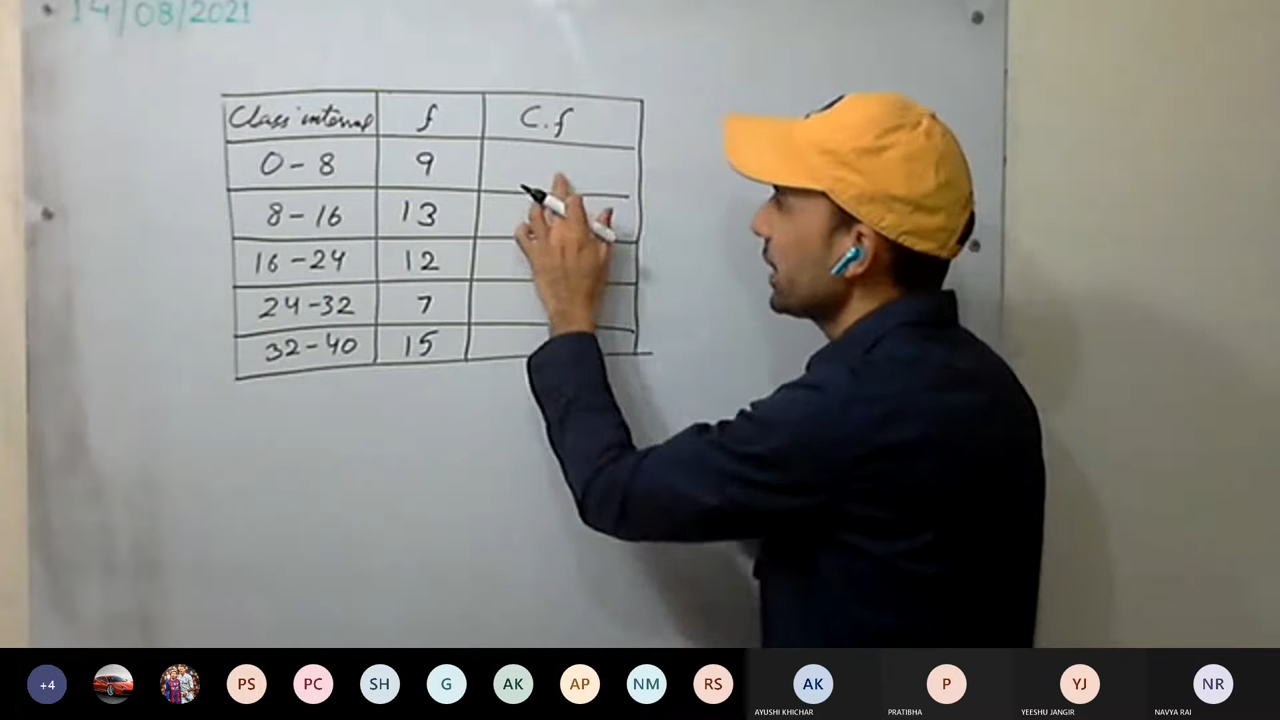 14/08/2021
Class interval f C.f
0-8 9
8-16 13
16-24 12
24-32 7
32-40 15
+4 PS PC SH G AK AP NM RS AK P YJ NR
AYUSHI KHICHAR PRATIBHA YEESHU JANGIR NAVYA RAI